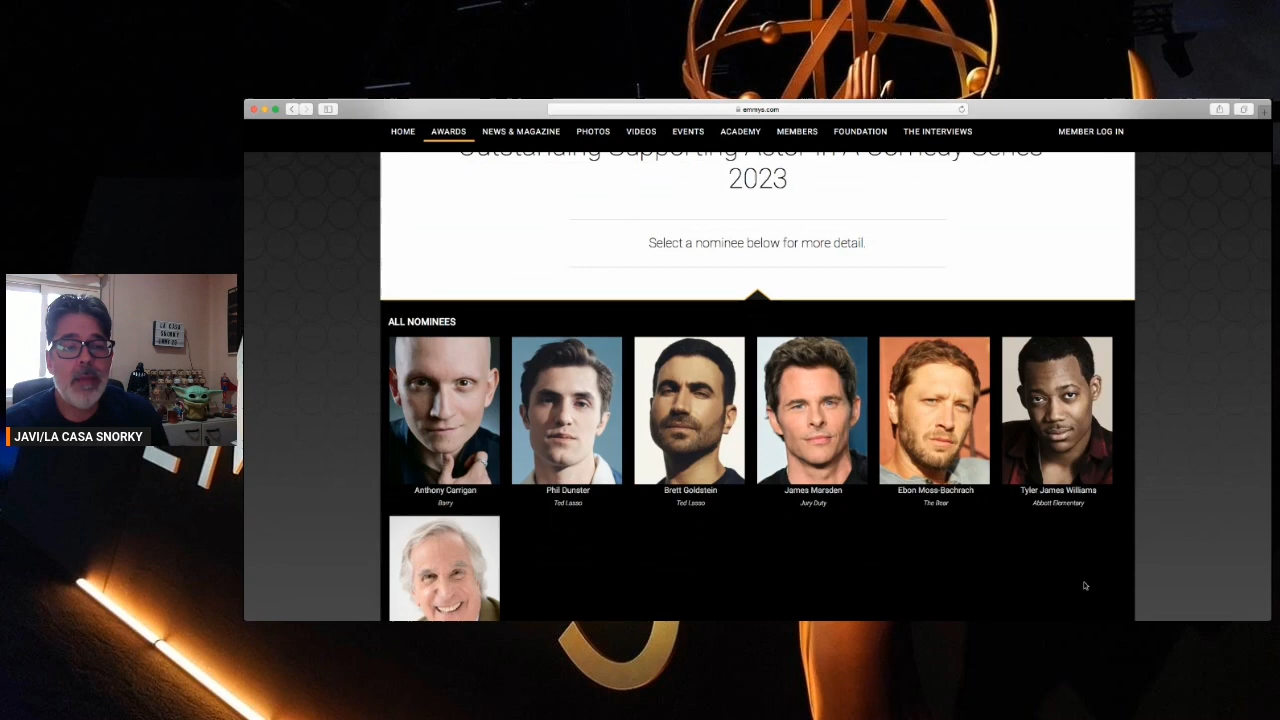 emmys.com
HOME AWARDS NEWS & MAGAZINE PHOTOS VIDEOS EVENTS ACADEMY MEMBERS FOUNDATION THE INTERVIEWS MEMBER LOG IN
Outstanding Supporting Actor In A Comedy Series
2023
Select a nominee below for more detail.
ALL NOMINEES
Anthony Carrigan
Barry
Phil Dunster
Ted Lasso
Brett Goldstein
Ted Lasso
James Marsden
Jury Duty
Ebon Moss-Bachrach
The Bear
Tyler James Williams
Abbott Elementary
LA CASA
SNORKY
JAVI/LA CASA SNORKY